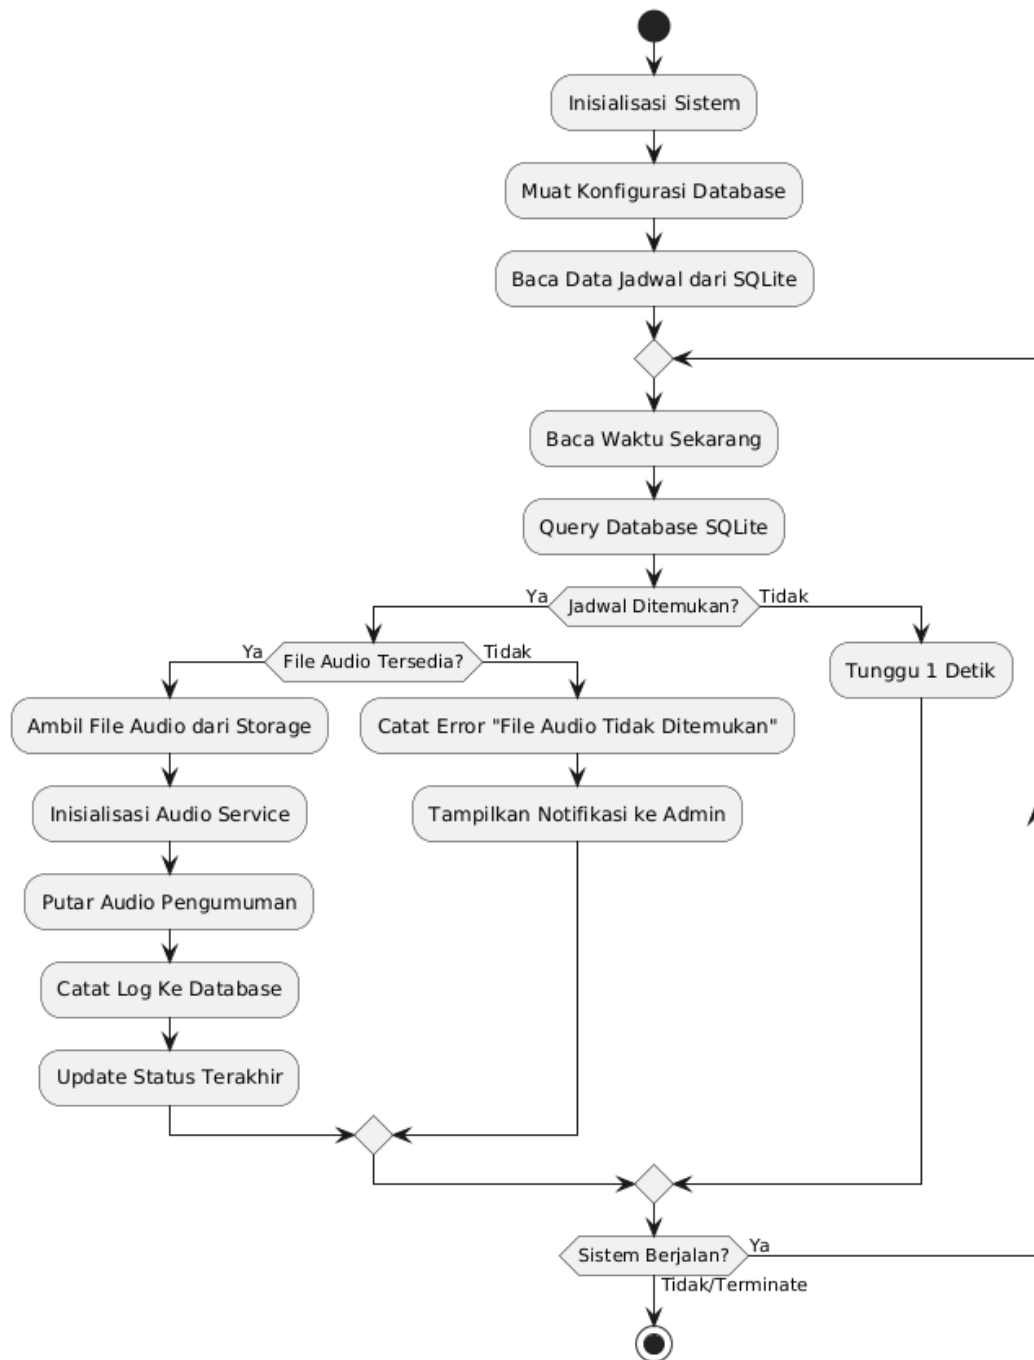 Inisialisasi Sistem
Muat Konfigurasi Database
Baca Data Jadwal dari SQLite
Baca Waktu Sekarang
Query Database SQLite
Ya
Jadwal Ditemukan?
Tidak
Ya
File Audio Tersedia?
Tidak
Tunggu 1 Detik
Ambil File Audio dari Storage
Catat Error "File Audio Tidak Ditemukan"
Inisialisasi Audio Service
Tampilkan Notifikasi ke Admin
Putar Audio Pengumuman
Catat Log Ke Database
Update Status Terakhir
Sistem Berjalan?
Ya
Tidak/Terminate